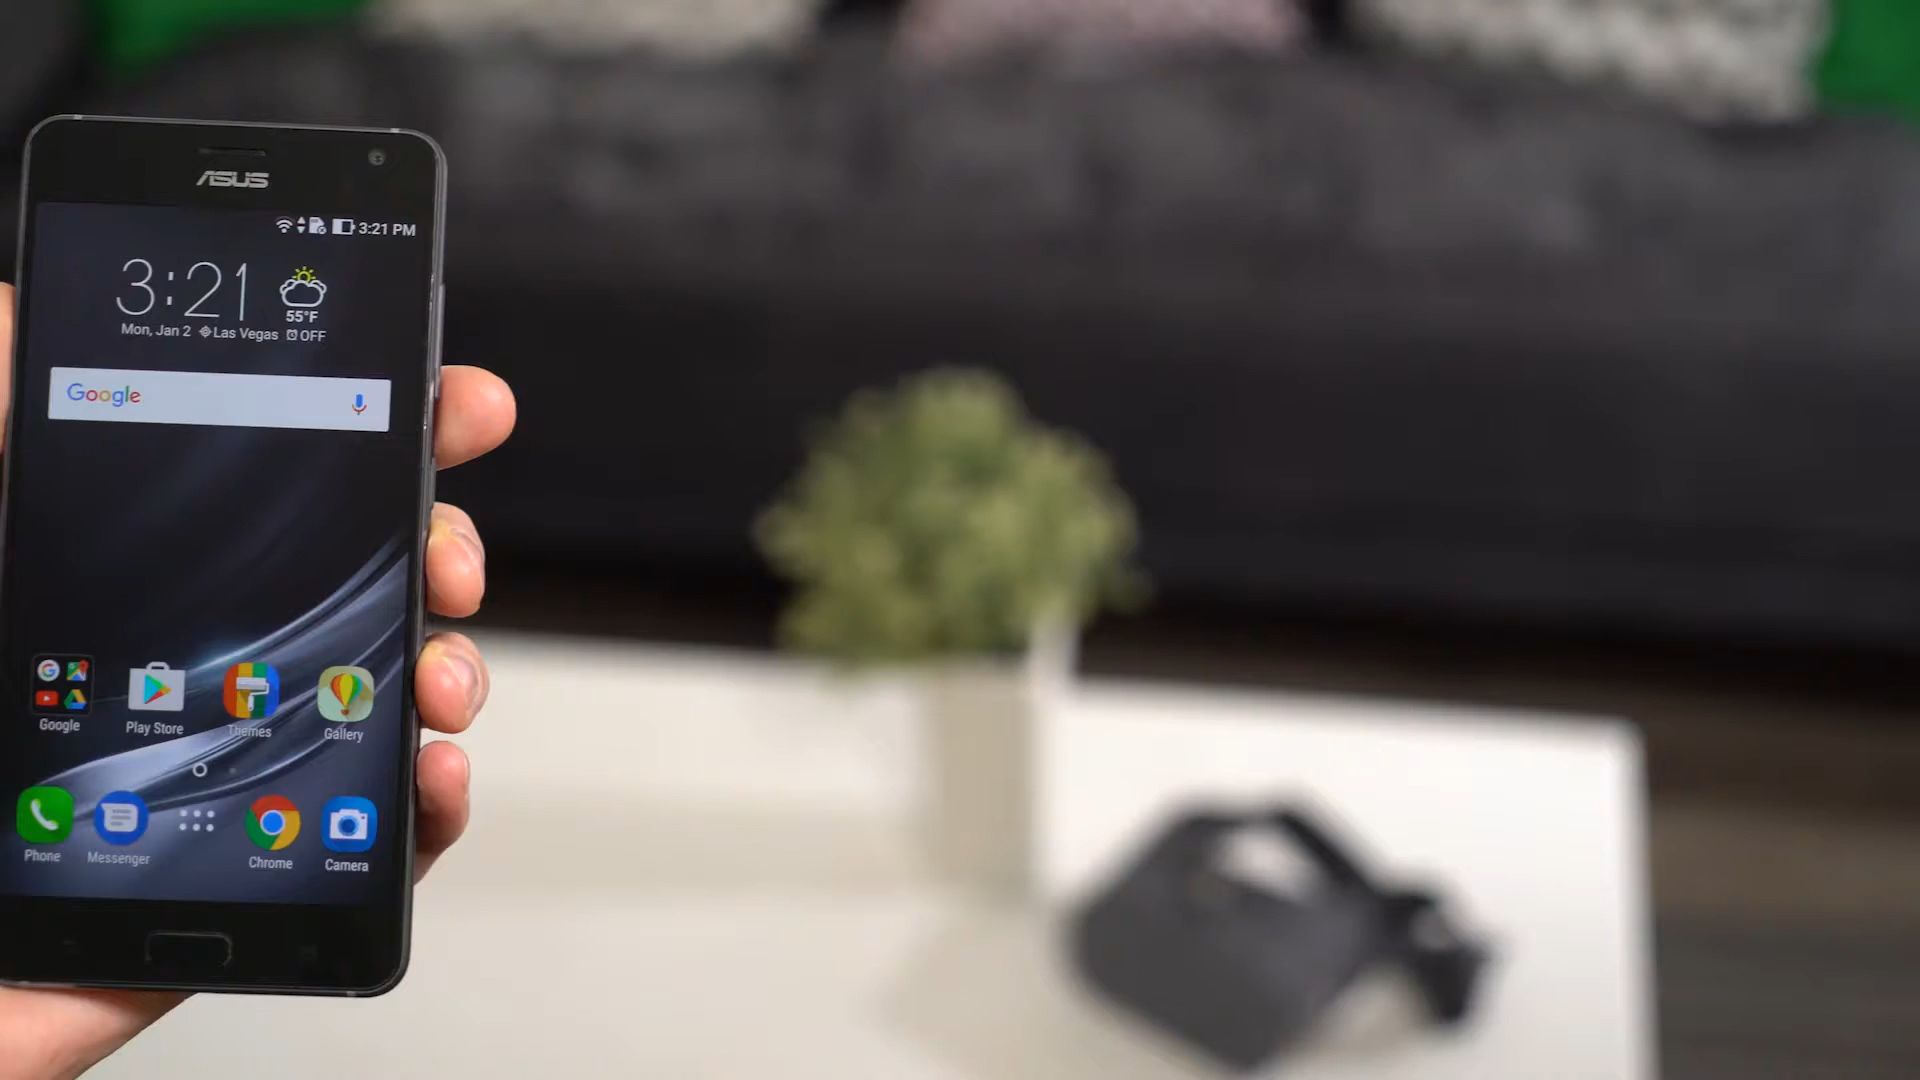 ASUS
3:21 PM
3:21
55°F
Mon, Jan 2 Las Vegas OFF
Google
Google Play Store Themes Gallery
Phone Messenger Chrome Camera